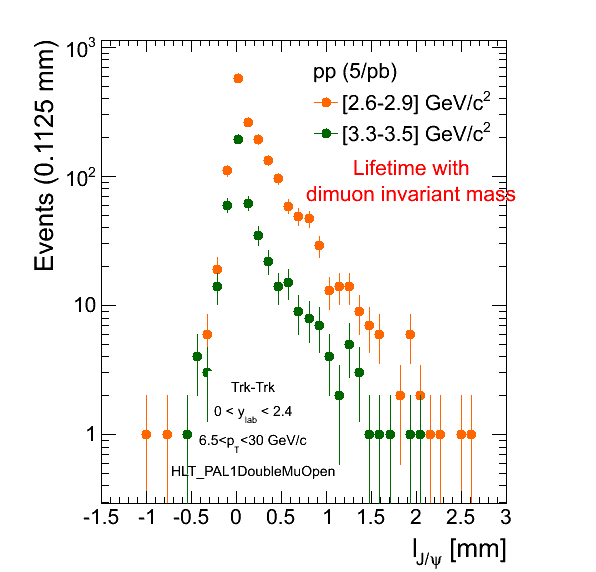 pp (5/pb)
[2.6-2.9] GeV/c²
[3.3-3.5] GeV/c²
Lifetime with
dimuon invariant mass
Events (0.1125 mm)
10³
10²
10
1
Trk-Trk
0 < y_lab < 2.4
6.5<p_T<30 GeV/c
HLT_PAL1DoubleMuOpen
-1.5 -1 -0.5 0 0.5 1 1.5 2 2.5 3
l_J/ψ [mm]